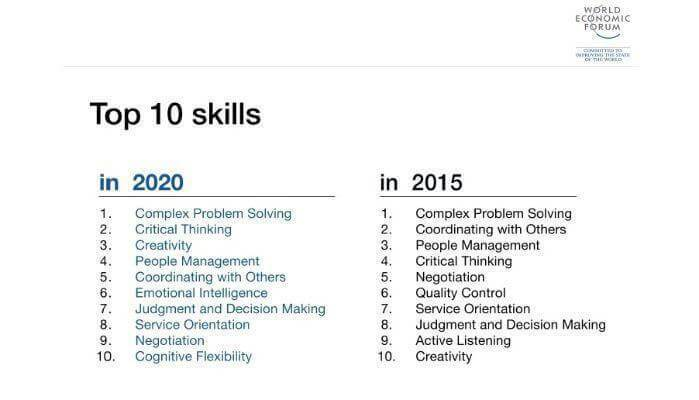 WORLD
ECONOMIC
FORUM
COMMITTED TO
IMPROVING THE STATE
OF THE WORLD
Top 10 skills
in 2020
1. Complex Problem Solving
2. Critical Thinking
3. Creativity
4. People Management
5. Coordinating with Others
6. Emotional Intelligence
7. Judgment and Decision Making
8. Service Orientation
9. Negotiation
10. Cognitive Flexibility
in 2015
1. Complex Problem Solving
2. Coordinating with Others
3. People Management
4. Critical Thinking
5. Negotiation
6. Quality Control
7. Service Orientation
8. Judgment and Decision Making
9. Active Listening
10. Creativity